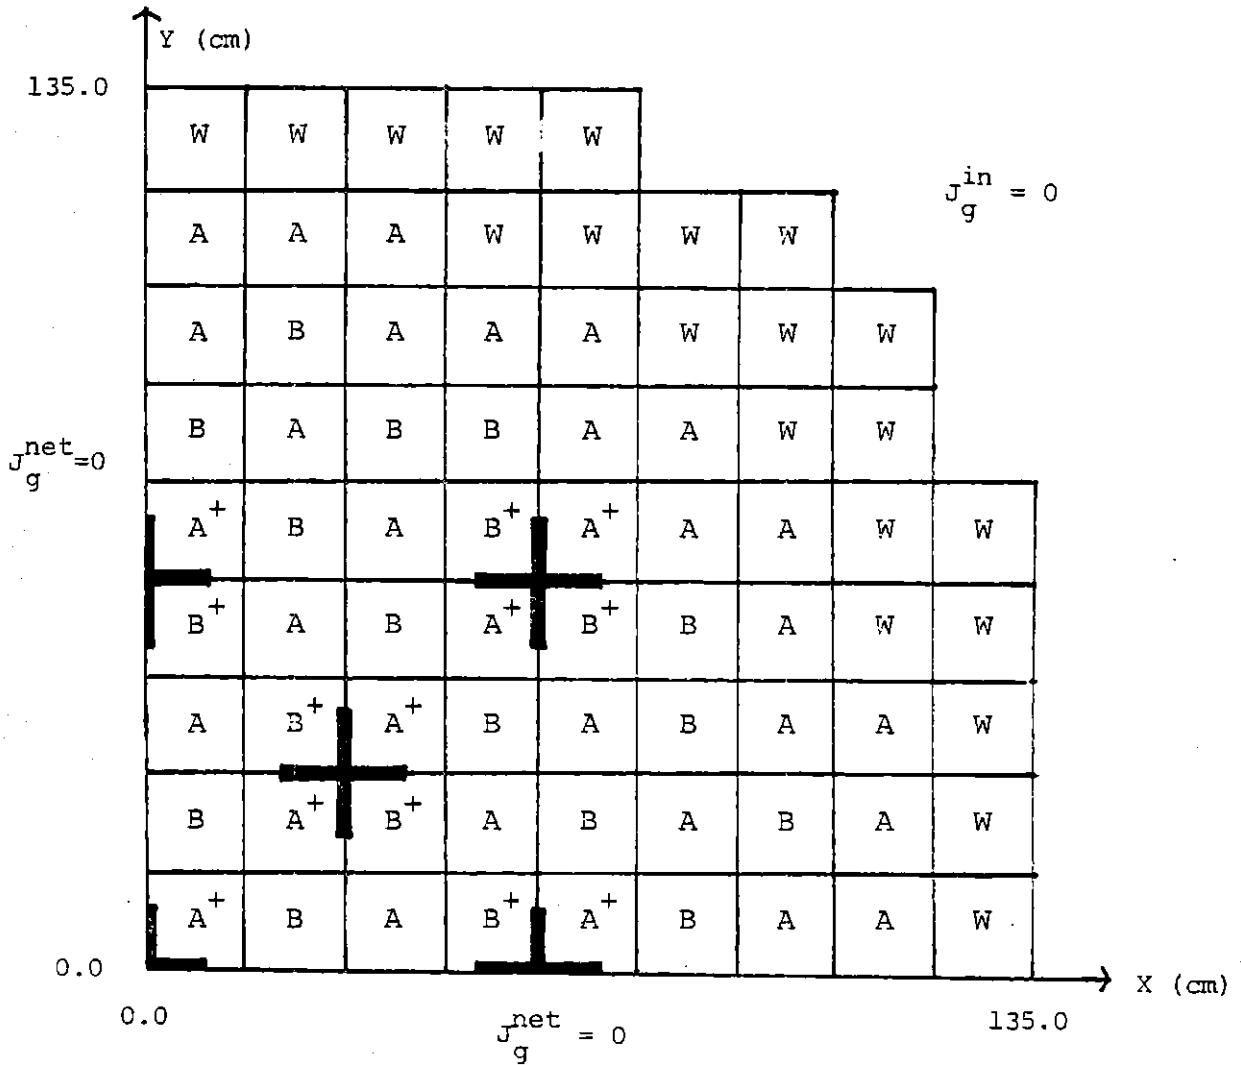 Y (cm)
135.0
W W W W W
J_g^in = 0
A A A W W W W
A B A A A W W W
B A B B A A W W
J_g^net=0
A+ B A B+ A+ A A W W
B+ A B A+ B+ B A W W
A B+ A+ B A B A A W
B A+ B+ A B A B A W
A+ B A B+ A+ B A A W
0.0
X (cm)
0.0
J_g^net = 0
135.0